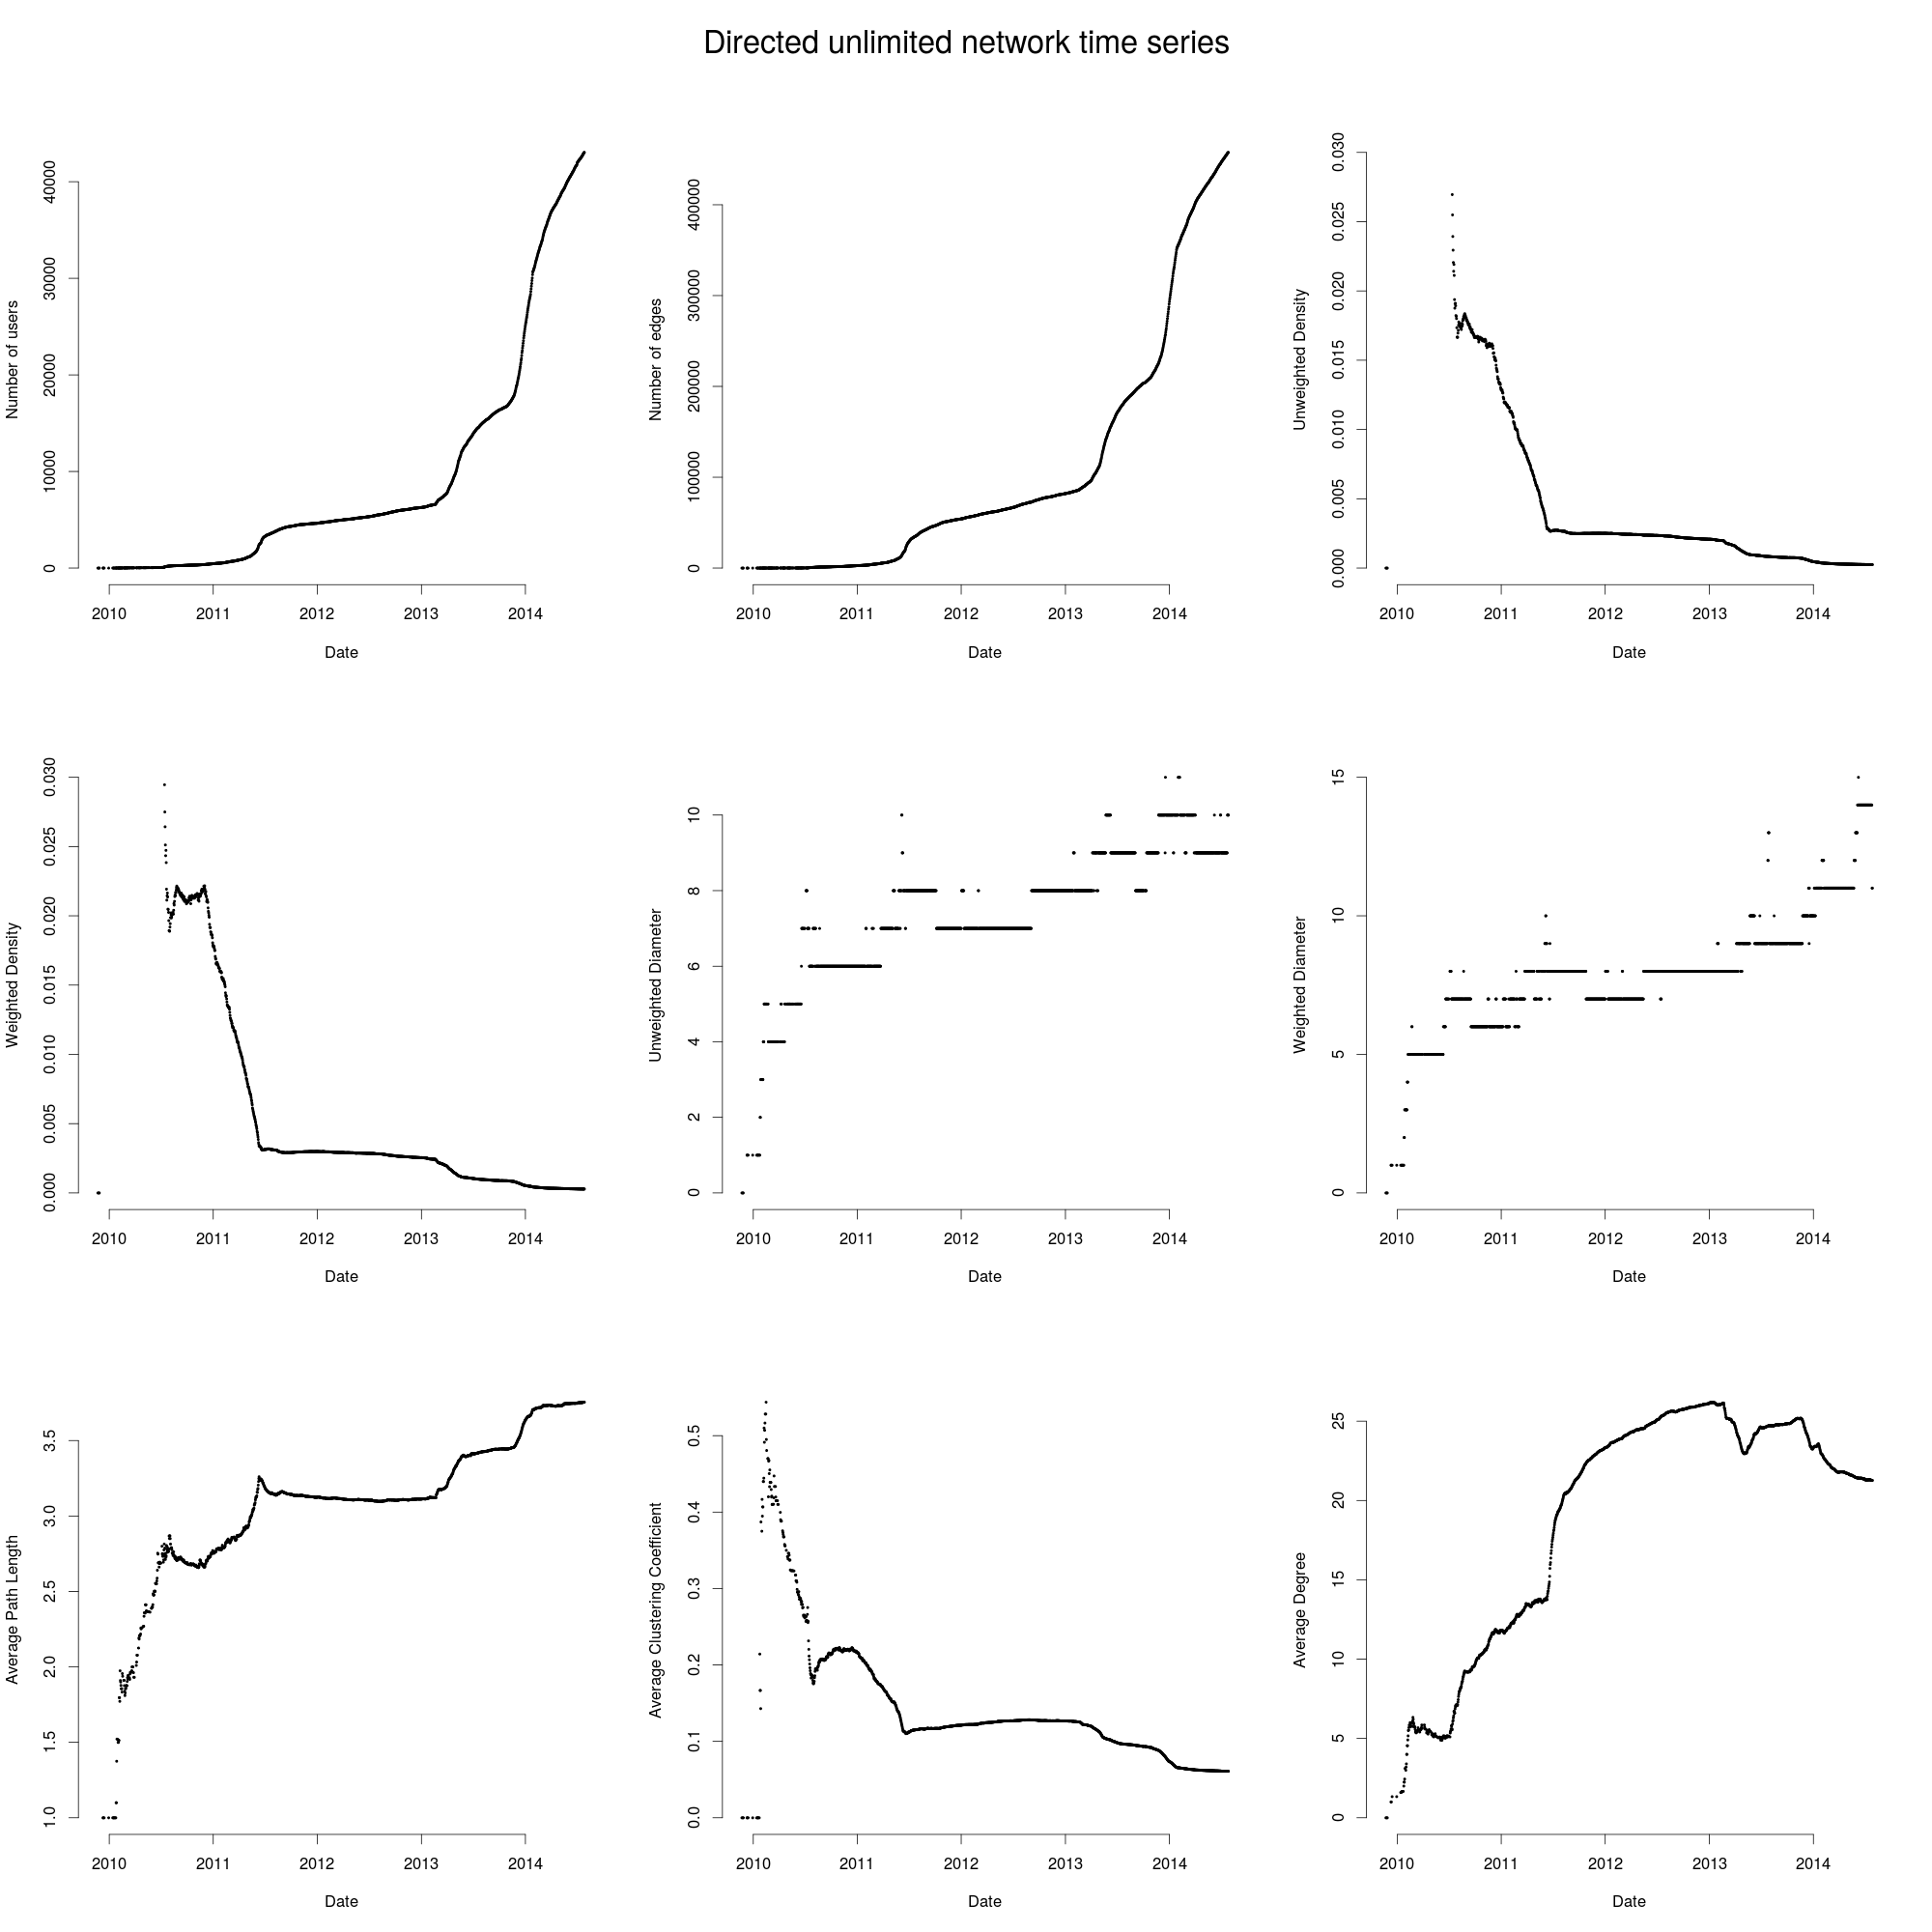 Directed unlimited network time series
Number of users
40000
30000
20000
10000
0
2010 2011 2012 2013 2014
Date
Number of edges
400000
300000
200000
100000
0
2010 2011 2012 2013 2014
Date
Unweighted Density
0.030
0.025
0.020
0.015
0.010
0.005
0.000
2010 2011 2012 2013 2014
Date
Weighted Density
0.030
0.025
0.020
0.015
0.010
0.005
0.000
2010 2011 2012 2013 2014
Date
Unweighted Diameter
10
8
6
4
2
0
2010 2011 2012 2013 2014
Date
Weighted Diameter
15
10
5
0
2010 2011 2012 2013 2014
Date
Average Path Length
3.5
3.0
2.5
2.0
1.5
1.0
2010 2011 2012 2013 2014
Date
Average Clustering Coefficient
0.5
0.4
0.3
0.2
0.1
0.0
2010 2011 2012 2013 2014
Date
Average Degree
25
20
15
10
5
0
2010 2011 2012 2013 2014
Date